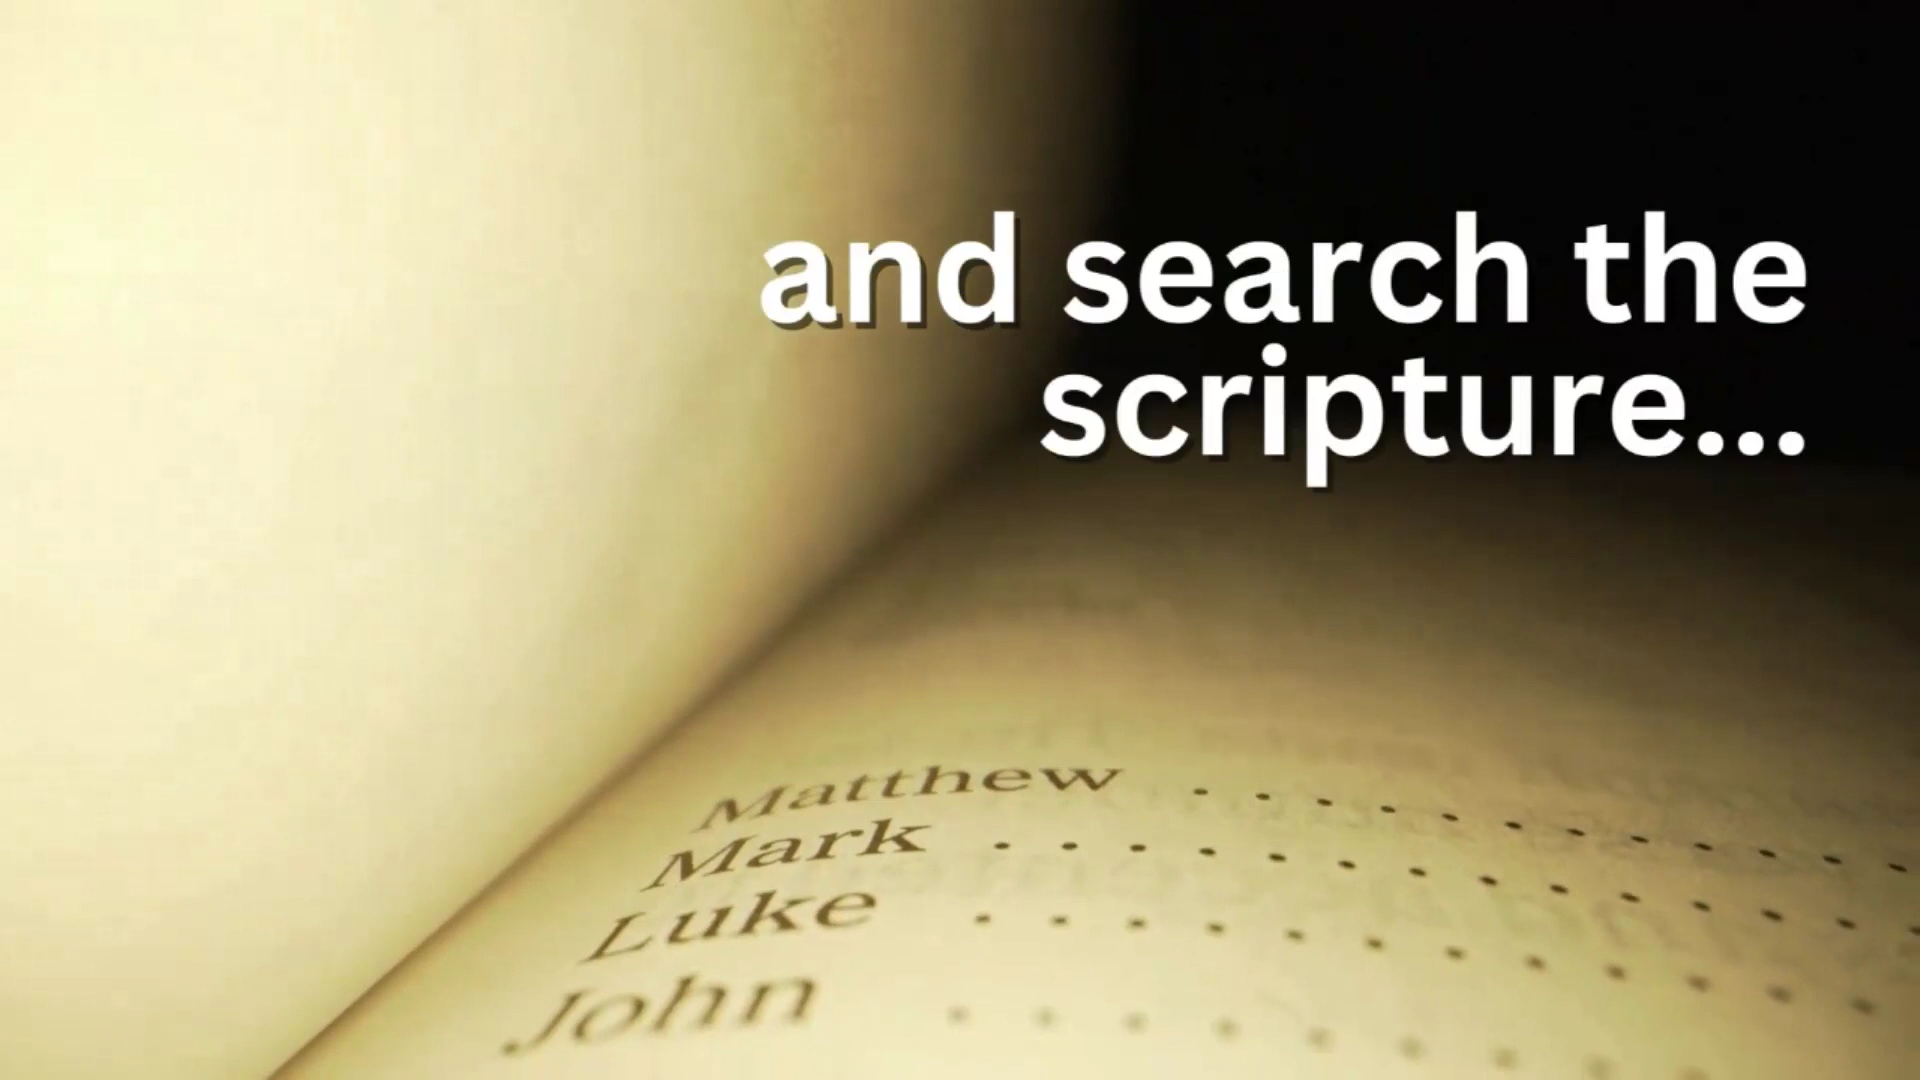 and search the
scripture...
Matthew . . . . . . . . . . . .
Mark . . . . . . . . . . . . . .
Luke . . . . . . . . . . . .
John . . . . . . . . .